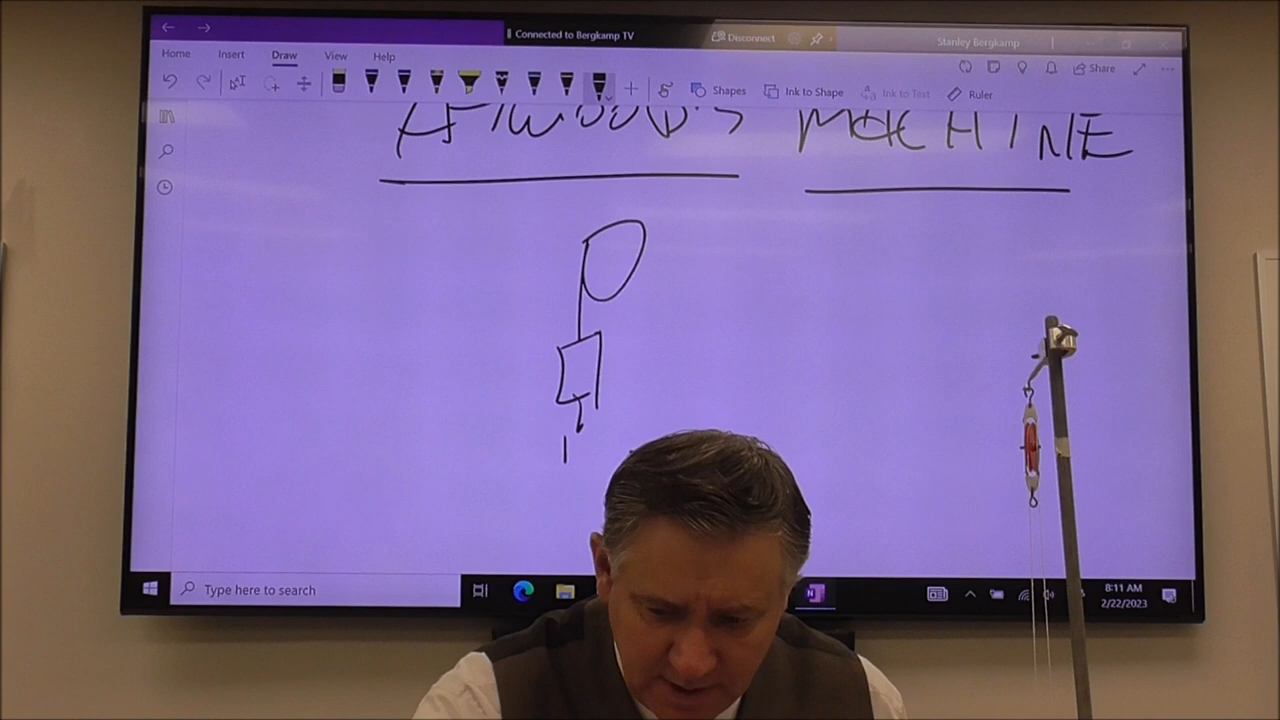 Connected to Bergkamp TV
Disconnect
Stanley Bergkamp
Home Insert Draw View Help
Share
Shapes
Ink to Shape
Ink to Text
Ruler
ATWOOD'S MACHINE
Type here to search
8:11 AM
2/22/2023